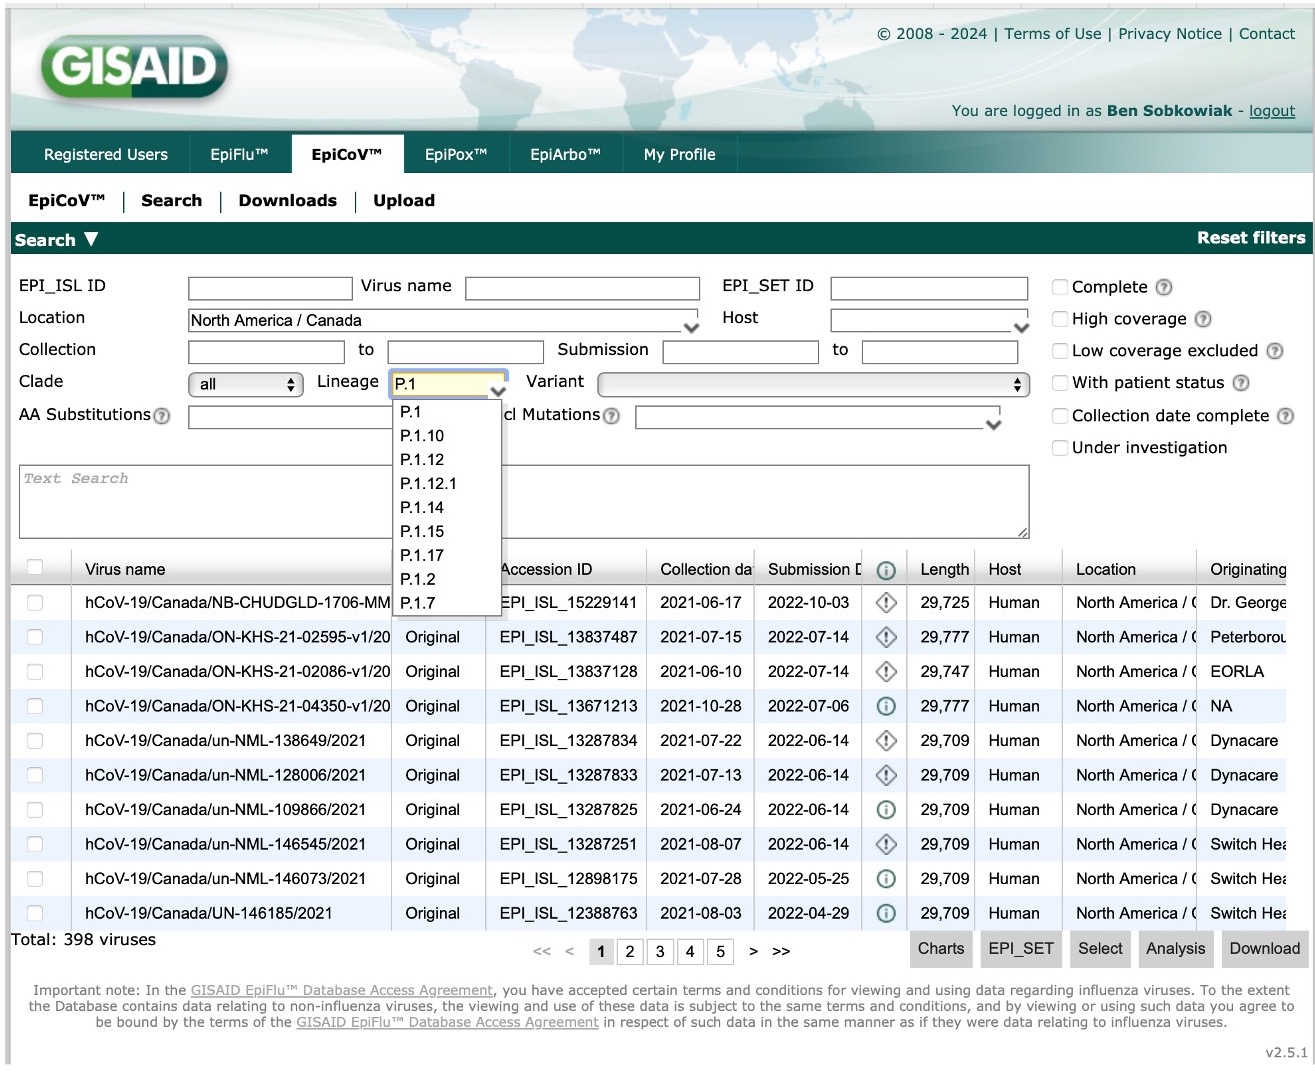 GISAID
© 2008 - 2024 | Terms of Use | Privacy Notice | Contact
You are logged in as Ben Sobkowiak - logout
Registered Users EpiFlu™ EpiCoV™ EpiPox™ EpiArbo™ My Profile
EpiCoV™ Search Downloads Upload
Search ▼ Reset filters
EPI_ISL ID Virus name EPI_SET ID Complete ?
Location North America / Canada Host High coverage ?
Collection to Submission to Low coverage excluded ?
Clade all Lineage P.1 Variant With patient status ?
AA Substitutions ? cl Mutations ? Collection date complete ?
Under investigation
P.1
P.1.10
P.1.12
P.1.12.1
P.1.14
P.1.15
P.1.17
P.1.2
P.1.7
Text Search
Virus name Accession ID Collection da Submission D Length Host Location Originating
hCoV-19/Canada/NB-CHUDGLD-1706-MM EPI_ISL_15229141 2021-06-17 2022-10-03 29,725 Human North America / C Dr. George
hCoV-19/Canada/ON-KHS-21-02595-v1/20 Original EPI_ISL_13837487 2021-07-15 2022-07-14 29,777 Human North America / C Peterborou
hCoV-19/Canada/ON-KHS-21-02086-v1/20 Original EPI_ISL_13837128 2021-06-10 2022-07-14 29,747 Human North America / C EORLA
hCoV-19/Canada/ON-KHS-21-04350-v1/20 Original EPI_ISL_13671213 2021-10-28 2022-07-06 29,777 Human North America / C NA
hCoV-19/Canada/un-NML-138649/2021 Original EPI_ISL_13287834 2021-07-22 2022-06-14 29,709 Human North America / C Dynacare
hCoV-19/Canada/un-NML-128006/2021 Original EPI_ISL_13287833 2021-07-13 2022-06-14 29,709 Human North America / C Dynacare
hCoV-19/Canada/un-NML-109866/2021 Original EPI_ISL_13287825 2021-06-24 2022-06-14 29,709 Human North America / C Dynacare
hCoV-19/Canada/un-NML-146545/2021 Original EPI_ISL_13287251 2021-08-07 2022-06-14 29,709 Human North America / C Switch Hea
hCoV-19/Canada/un-NML-146073/2021 Original EPI_ISL_12898175 2021-07-28 2022-05-25 29,709 Human North America / C Switch Hea
hCoV-19/Canada/UN-146185/2021 Original EPI_ISL_12388763 2021-08-03 2022-04-29 29,709 Human North America / C Switch Hea
Total: 398 viruses << < 1 2 3 4 5 > >> Charts EPI_SET Select Analysis Download
Important note: In the GISAID EpiFlu™ Database Access Agreement, you have accepted certain terms and conditions for viewing and using data regarding influenza viruses. To the extent
the Database contains data relating to non-influenza viruses, the viewing and use of these data is subject to the same terms and conditions, and by viewing or using such data you agree to
be bound by the terms of the GISAID EpiFlu™ Database Access Agreement in respect of such data in the same manner as if they were data relating to influenza viruses.
v2.5.1